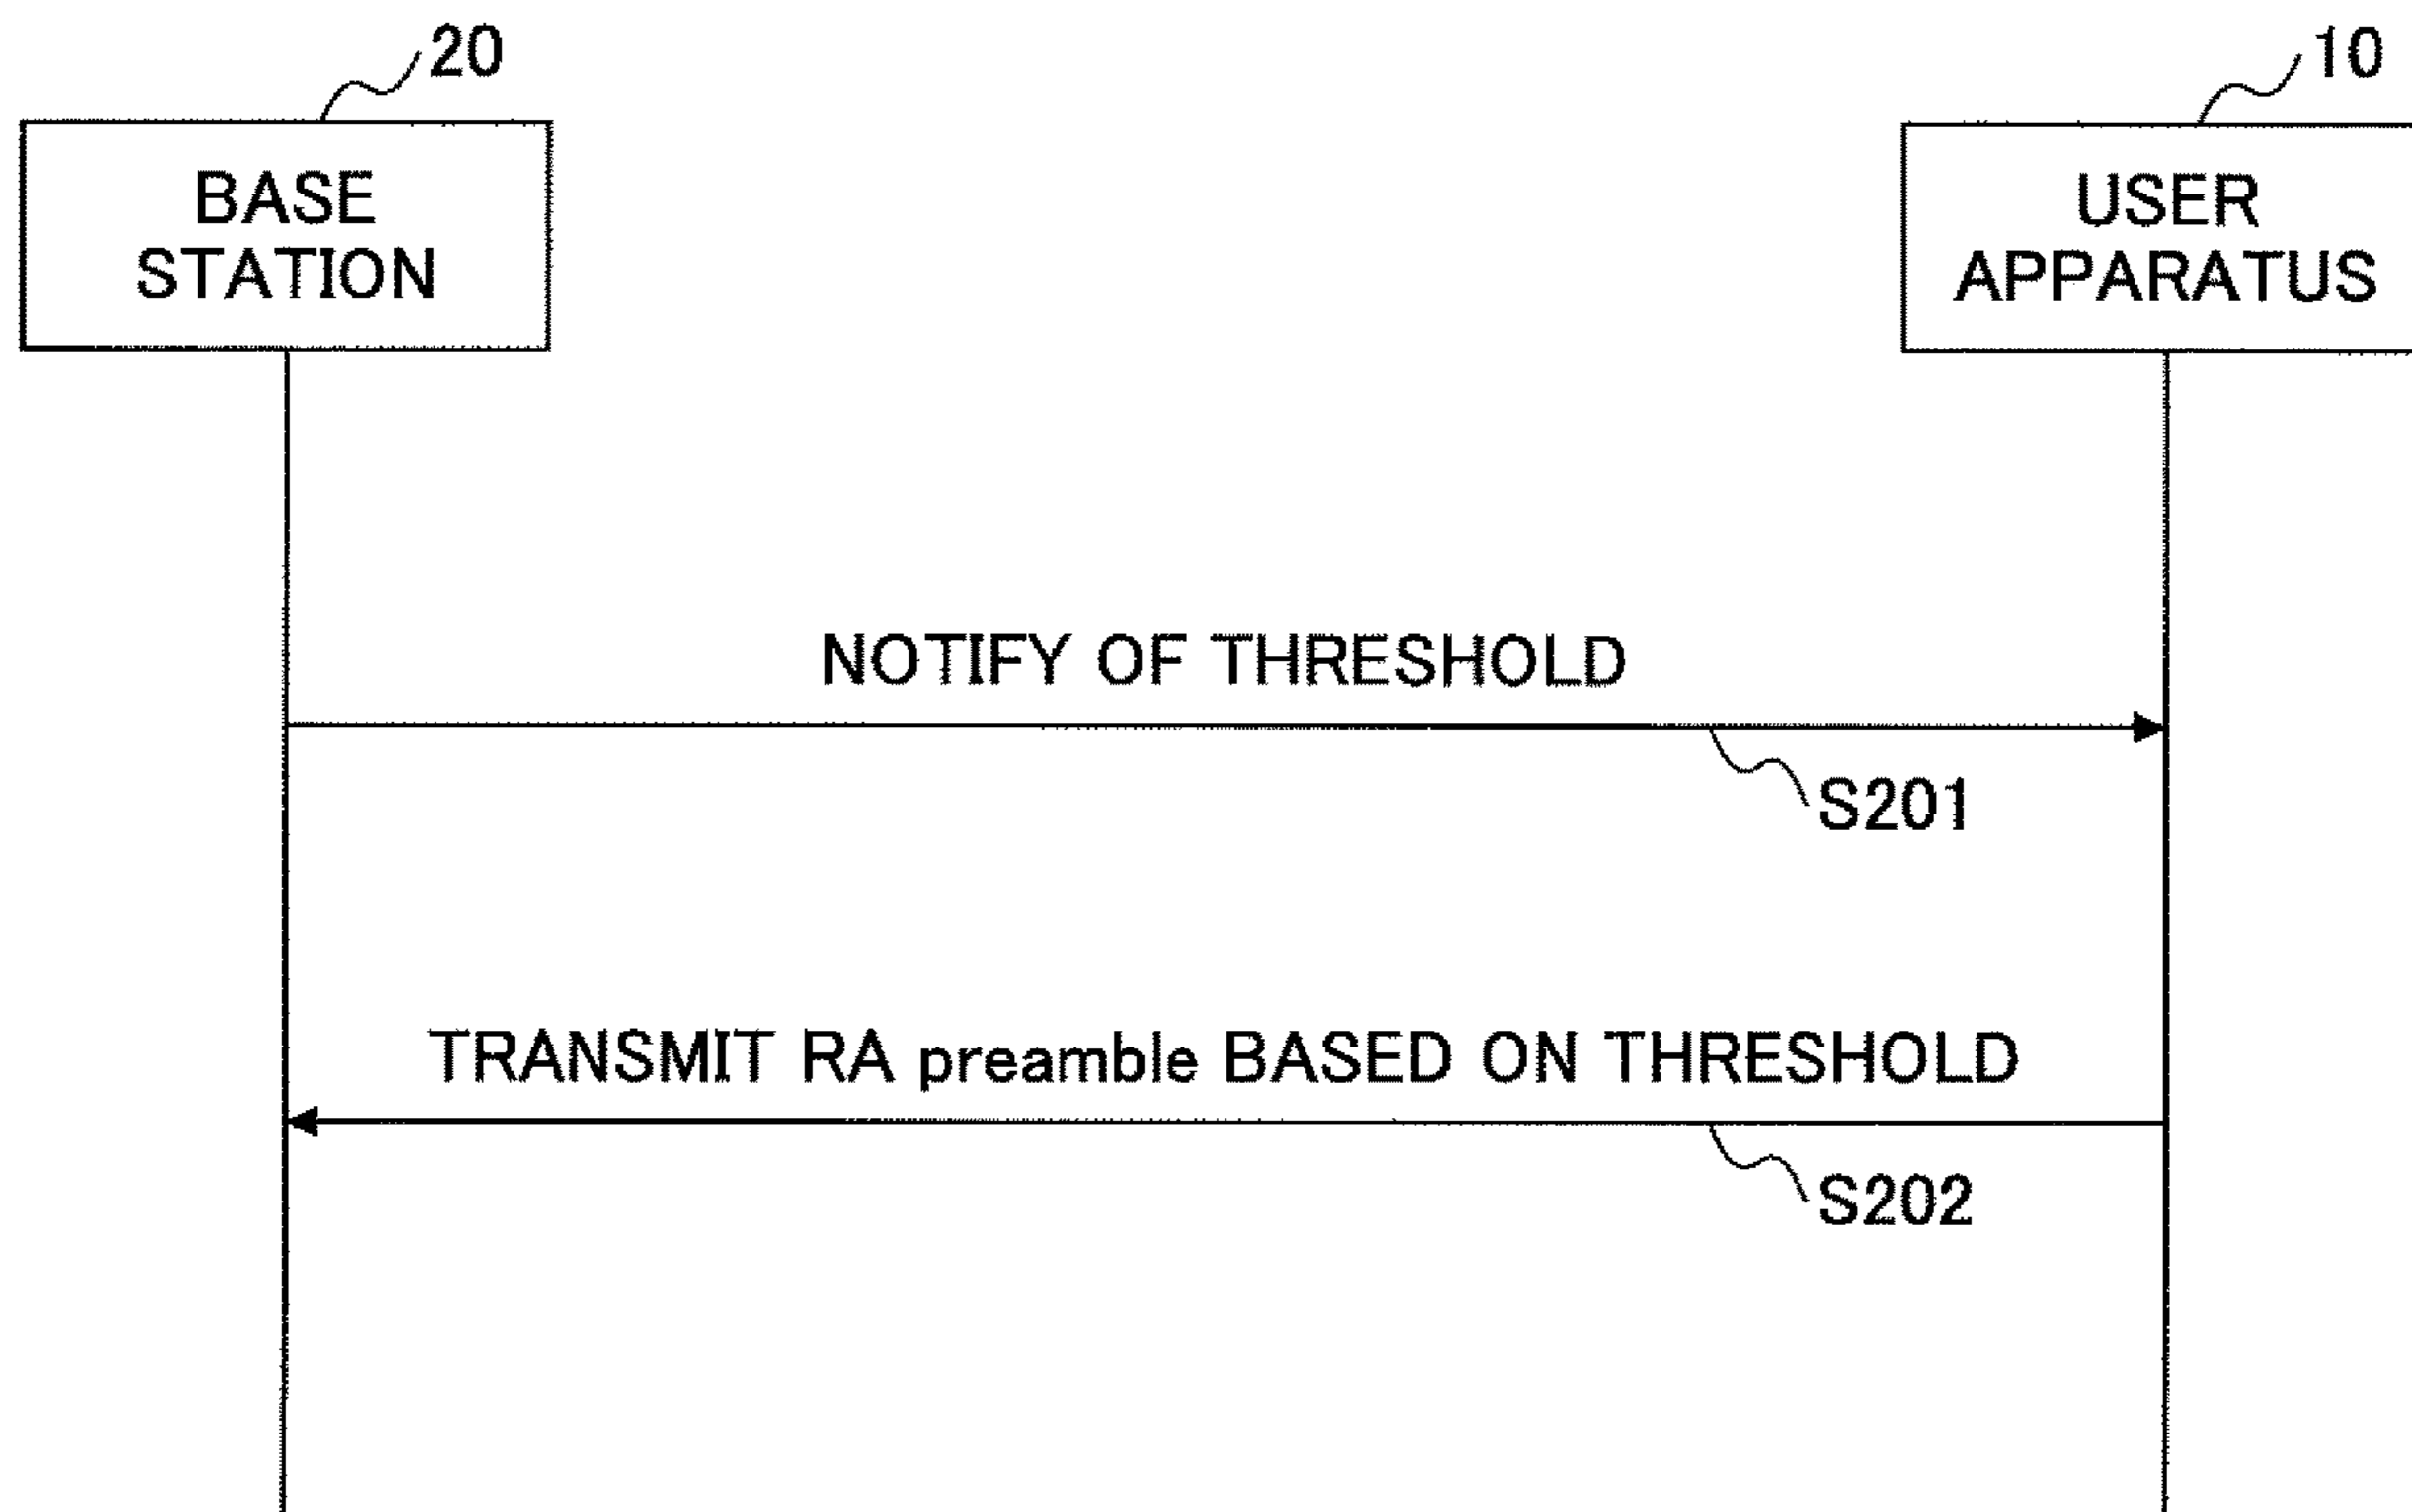 20
10
BASE
STATION
USER
APPARATUS
NOTIFY OF THRESHOLD
S201
TRANSMIT RA preamble BASED ON THRESHOLD
S202